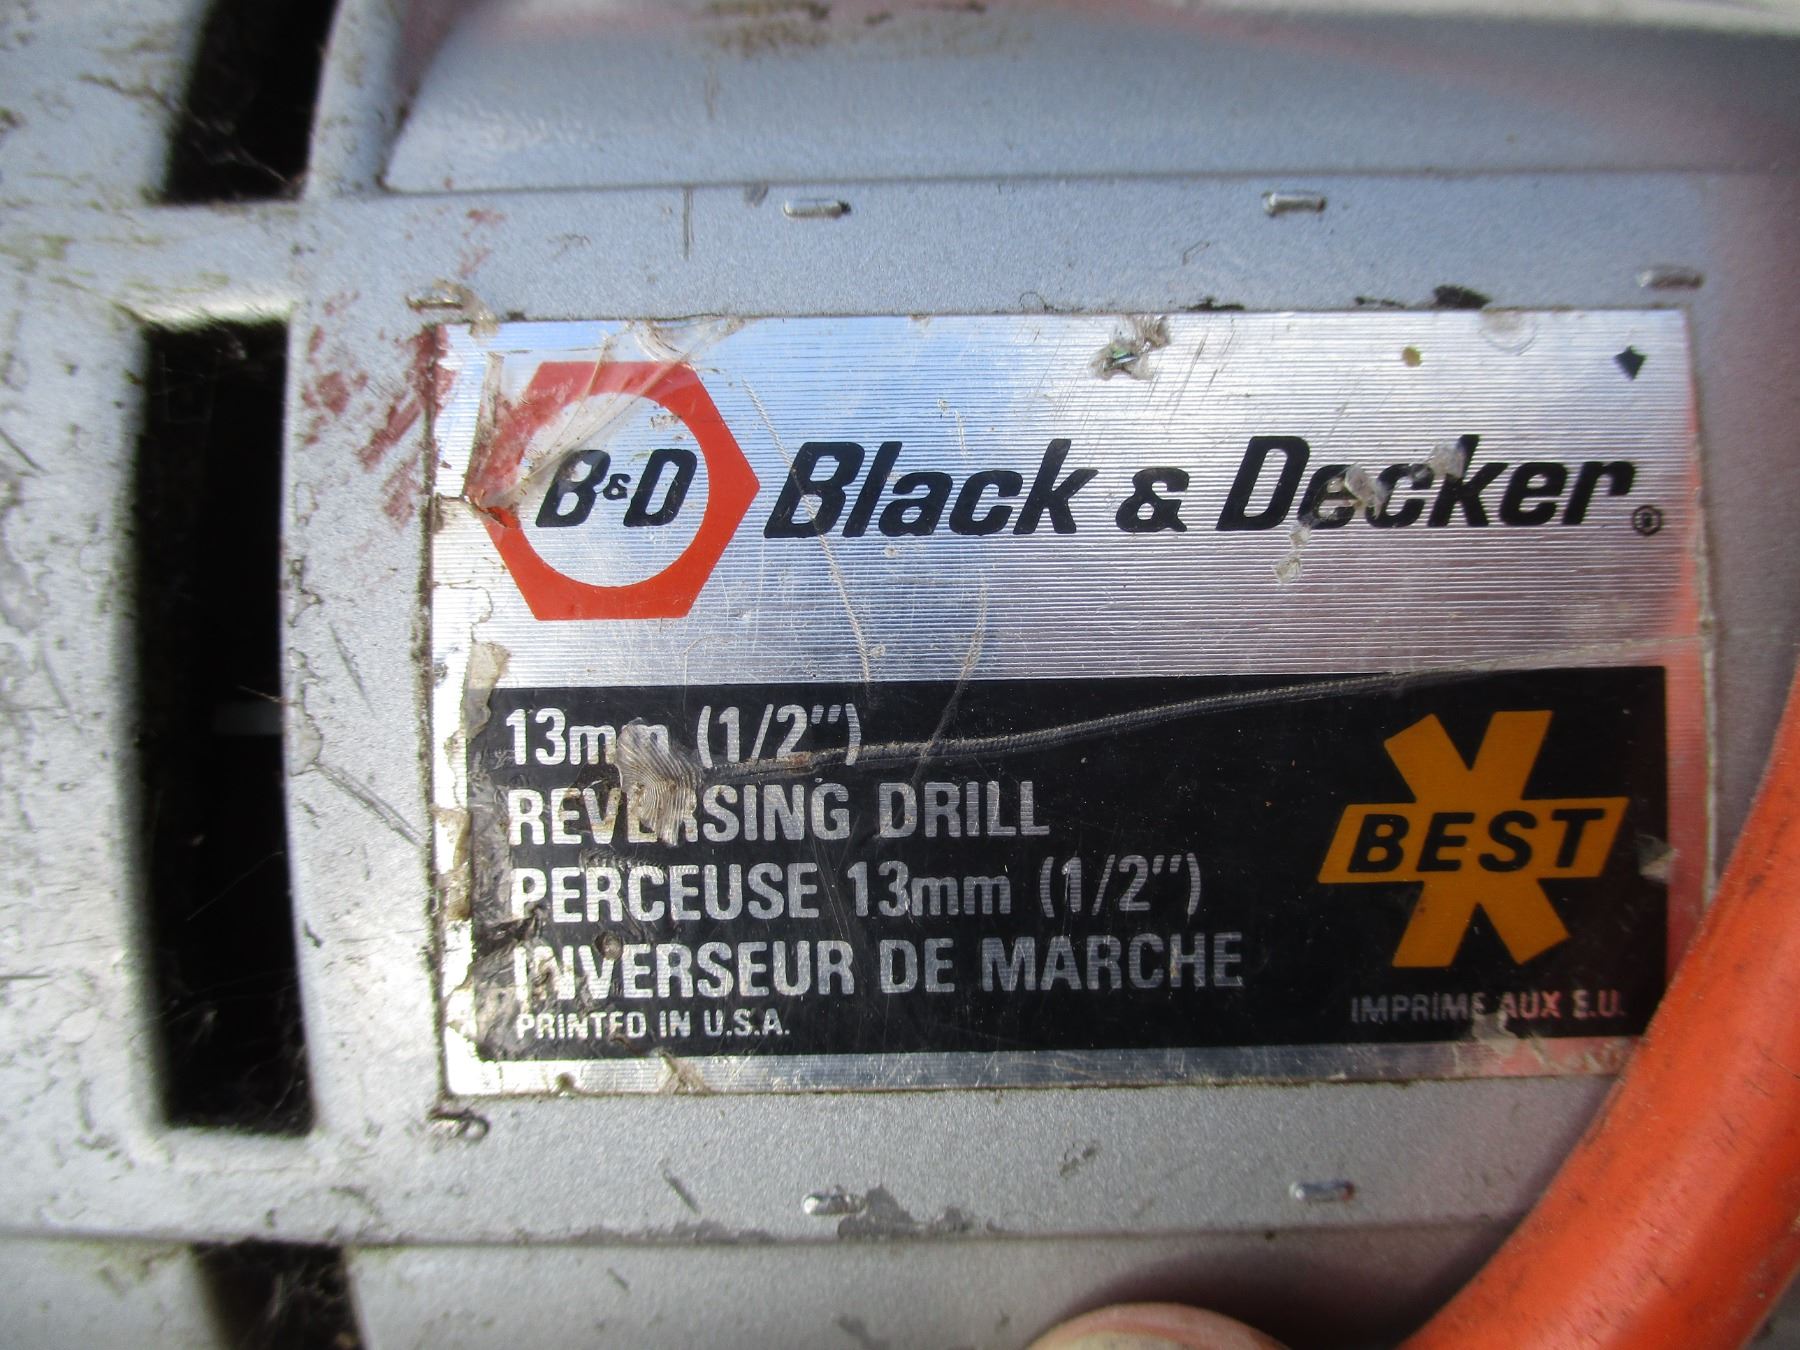 B&D Black & Decker ®
13mm (1/2")
REVERSING DRILL
PERCEUSE 13mm (1/2")
INVERSEUR DE MARCHE
PRINTED IN U.S.A.
BEST
IMPRIME AUX E.U.